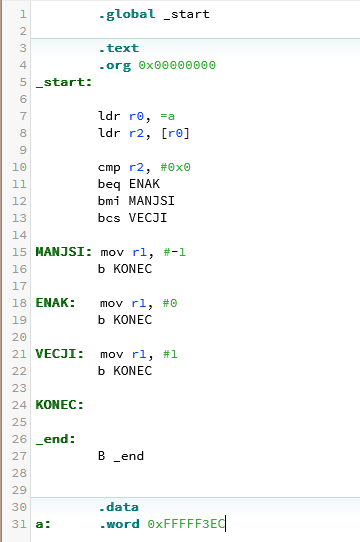 1 .global _start
2
3 .text
4 .org 0x00000000
5 _start:
6
7 ldr r0, =a
8 ldr r2, [r0]
9
10 cmp r2, #0x0
11 beq ENAK
12 bmi MANJSI
13 bcs VECJI
14
15 MANJSI: mov r1, #-1
16 b KONEC
17
18 ENAK: mov r1, #0
19 b KONEC
20
21 VECJI: mov r1, #1
22 b KONEC
23
24 KONEC:
25
26 _end:
27 B _end
28
29
30 .data
31 a: .word 0xFFFFF3EC